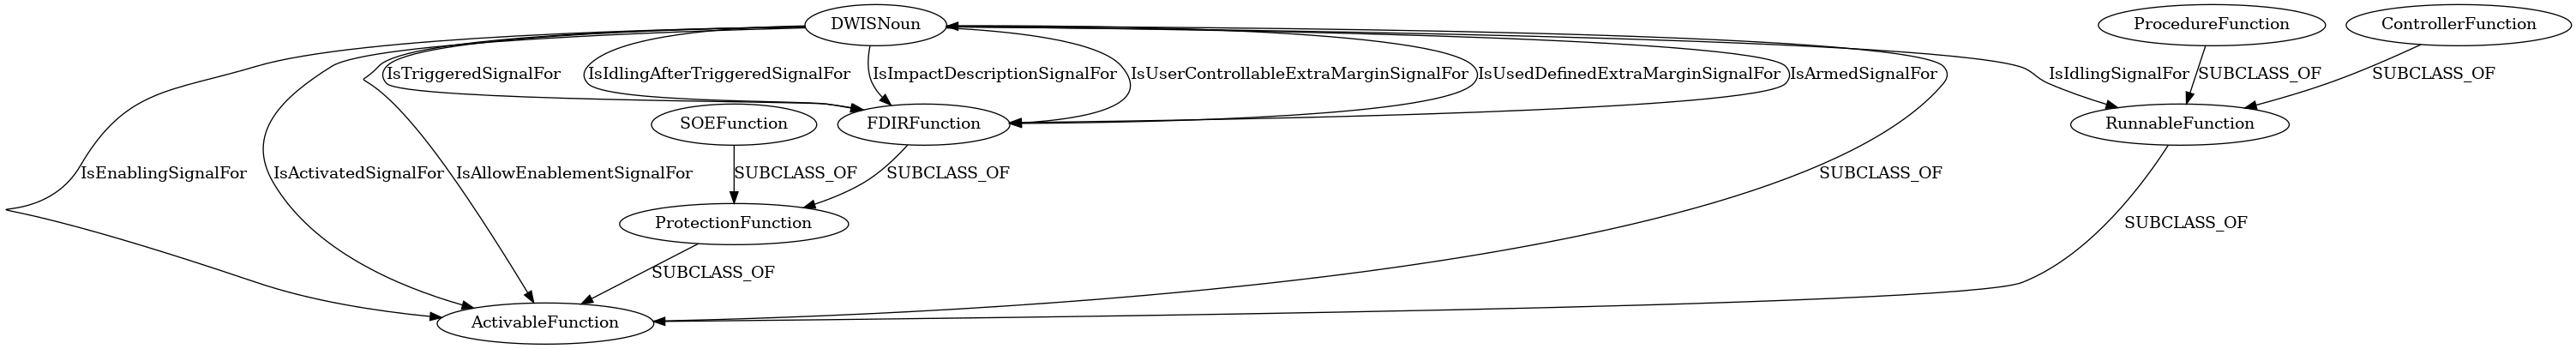 DWISNoun
ProcedureFunction
ControllerFunction
IsTriggeredSignalFor
IsIdlingAfterTriggeredSignalFor
IsImpactDescriptionSignalFor
IsUserControllableExtraMarginSignalFor
IsUsedDefinedExtraMarginSignalFor
IsArmedSignalFor
IsIdlingSignalFor
SUBCLASS_OF
SUBCLASS_OF
SOEFunction
FDIRFunction
RunnableFunction
IsEnablingSignalFor
IsActivatedSignalFor
IsAllowEnablementSignalFor
SUBCLASS_OF
SUBCLASS_OF
SUBCLASS_OF
ProtectionFunction
SUBCLASS_OF
SUBCLASS_OF
ActivableFunction